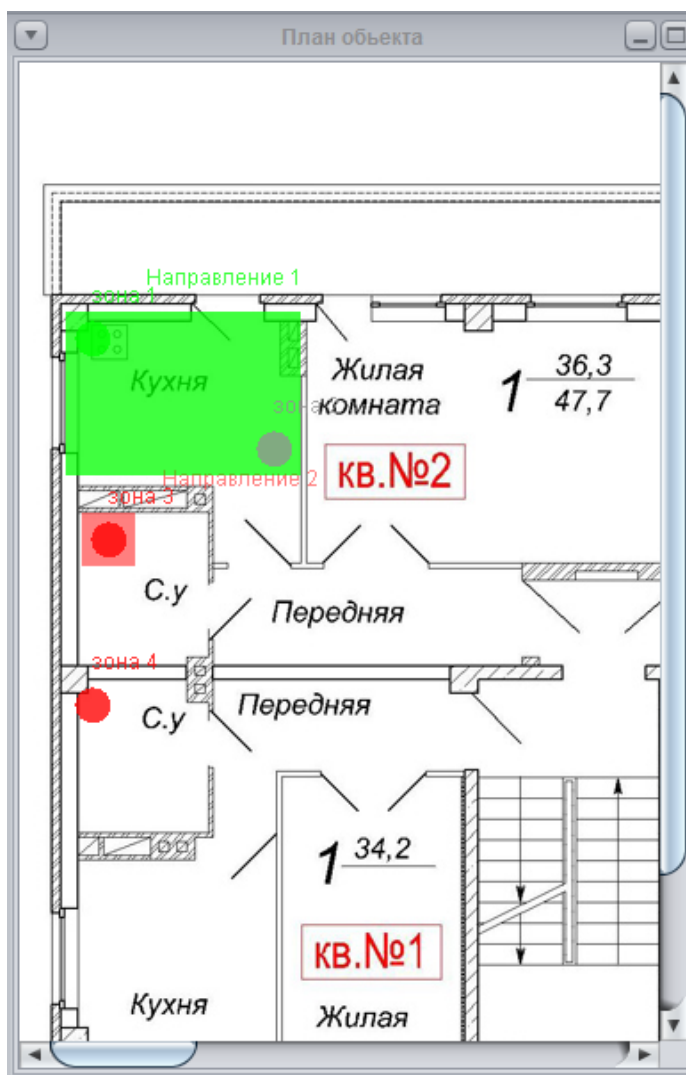 План обьекта
Направление 1
зона 1
Кухня
Жилая
комната
1 36,3
47,7
зона
кв.№2
Направление 2
зона 3
С.у
Передняя
зона 4
С.у
Передняя
1 34,2
кв.№1
Кухня
Жилая